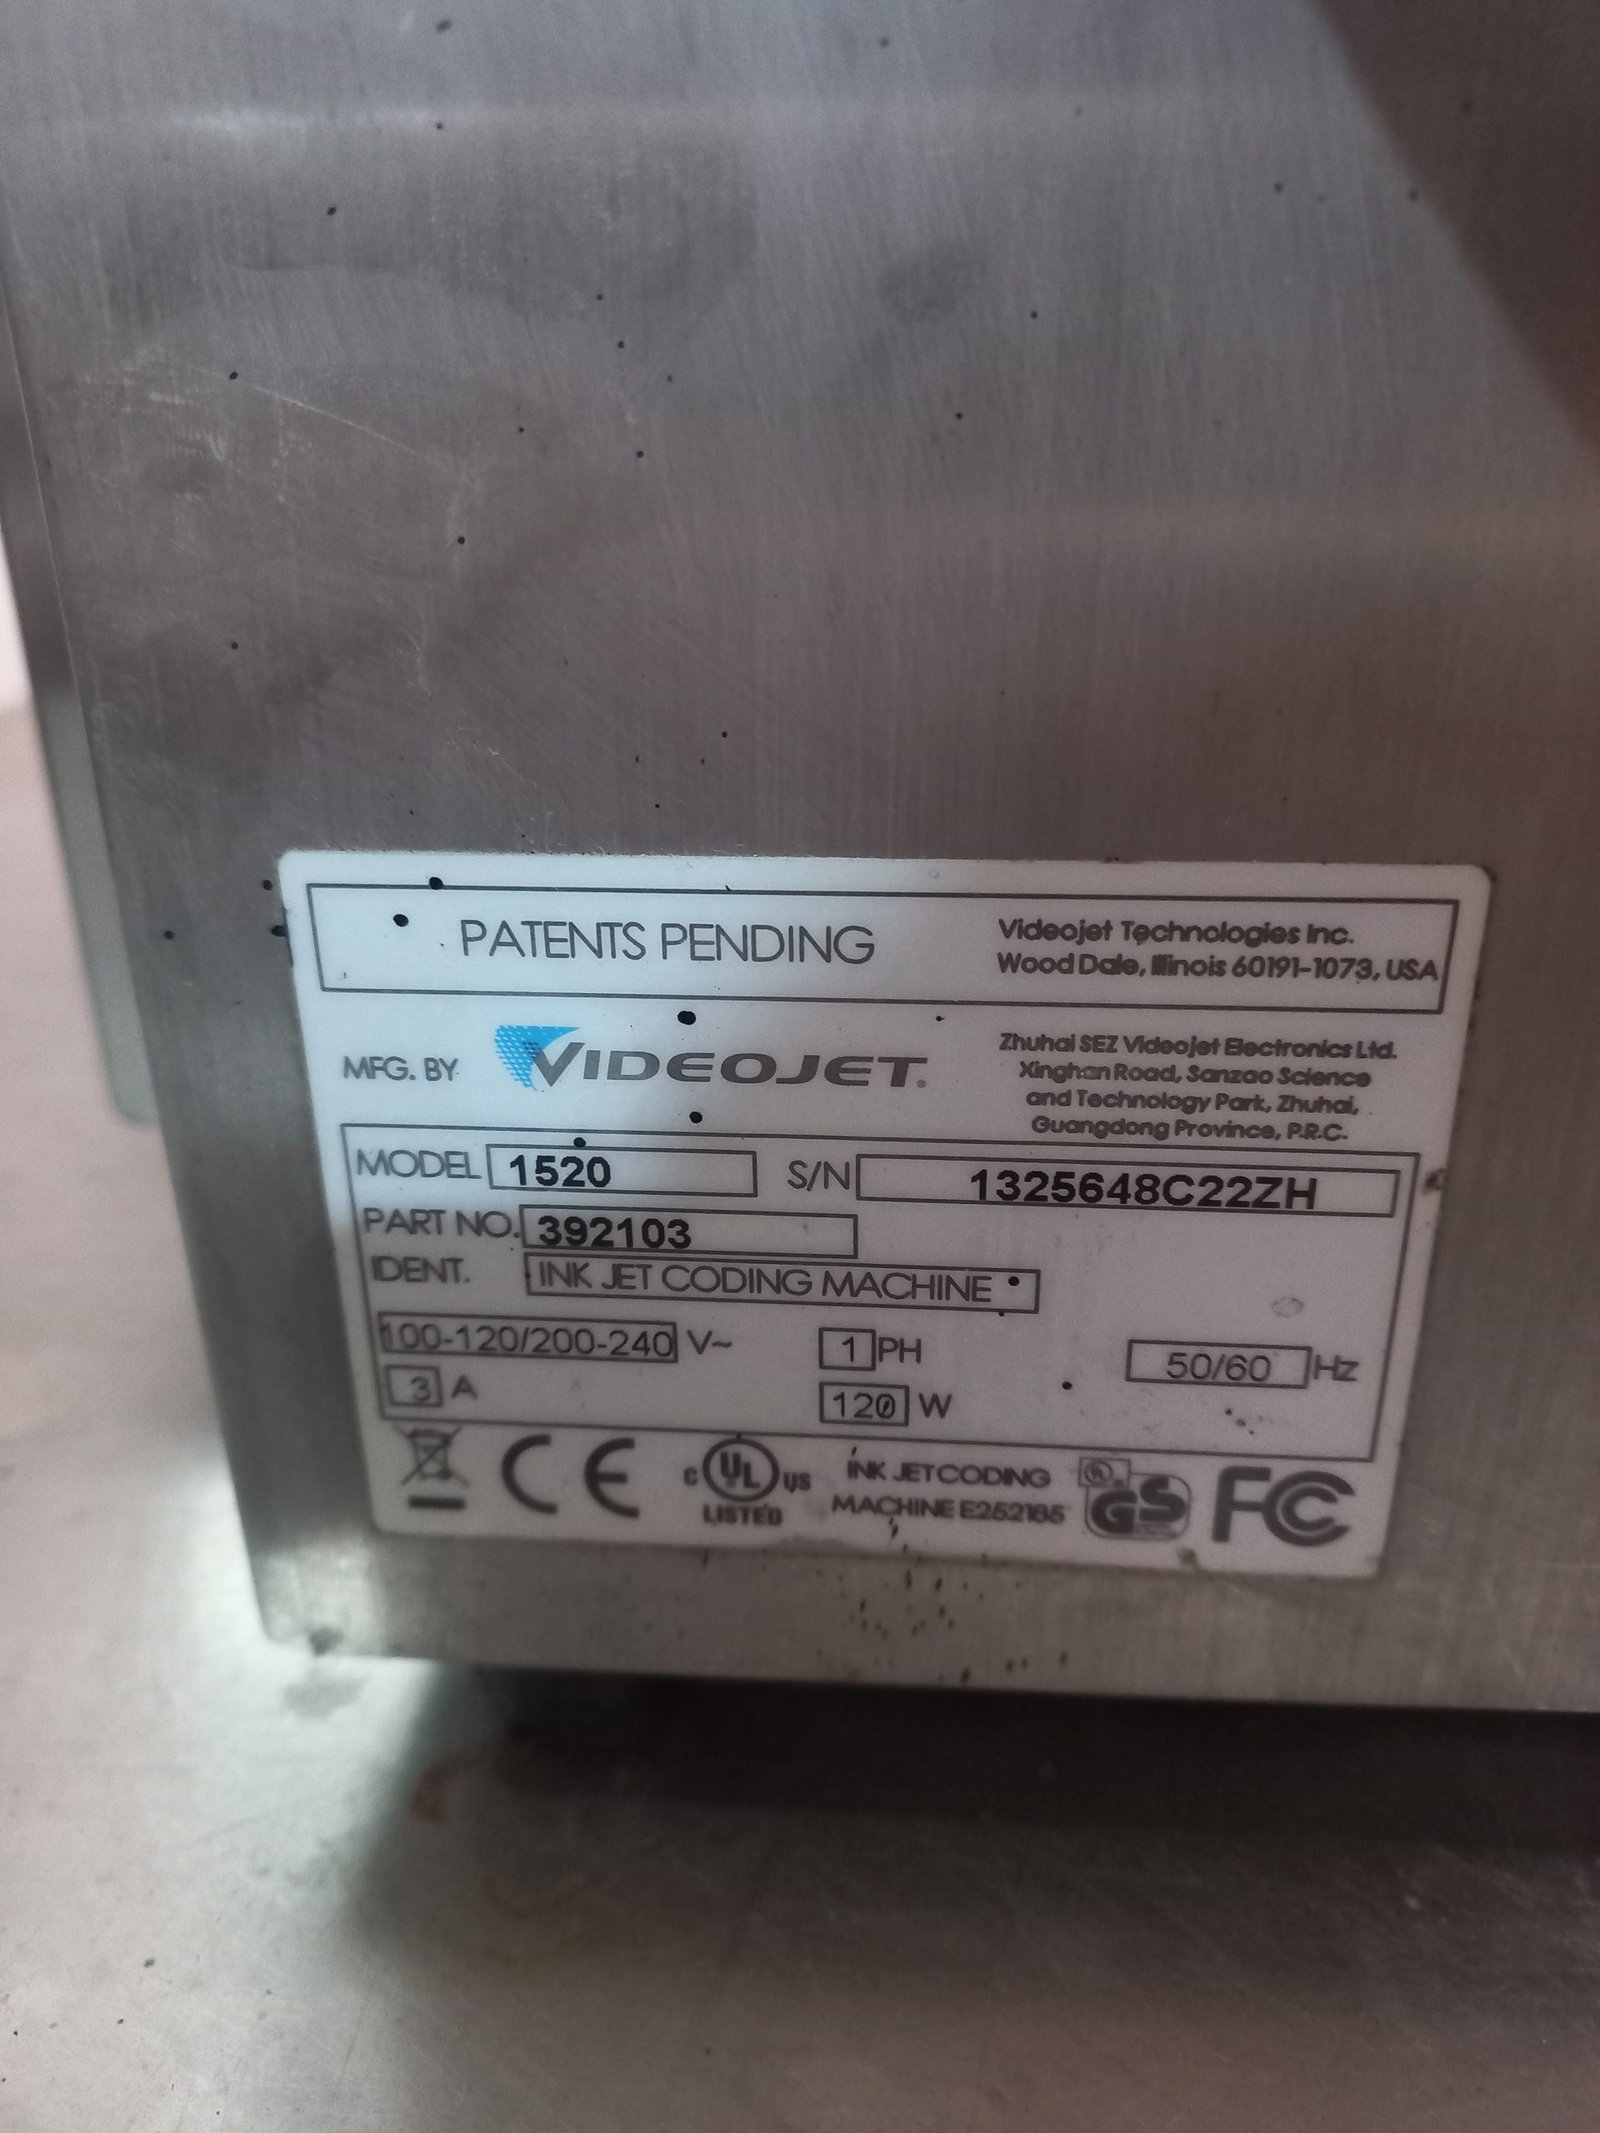 PATENTS PENDING
Videojet Technologies Inc.
Wood Dale, Illinois 60191-1073, USA
MFG. BY VIDEOJET.
Zhuhai SEZ Videojet Electronics Ltd.
Xinghan Road, Sanzao Science
and Technology Park, Zhuhai,
Guangdong Province, P.R.C.
MODEL 1520 S/N 1325648C22ZH
PART NO. 392103
IDENT. INK JET CODING MACHINE
100-120/200-240 V~ 1 PH 50/60 Hz
3 A 120 W
CE
C UL US
LISTED
INK JET CODING
MACHINE E252185
UL
GS
FC